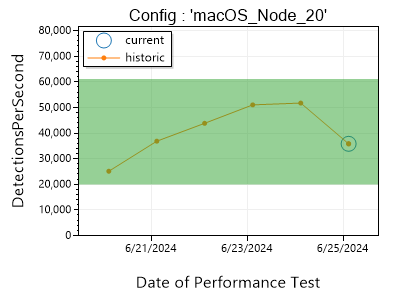 Config : 'macOS_Node_20'
current
historic
80,000
70,000
60,000
50,000
40,000
30,000
20,000
10,000
0
DetectionsPerSecond
6/21/2024 6/23/2024 6/25/2024
Date of Performance Test